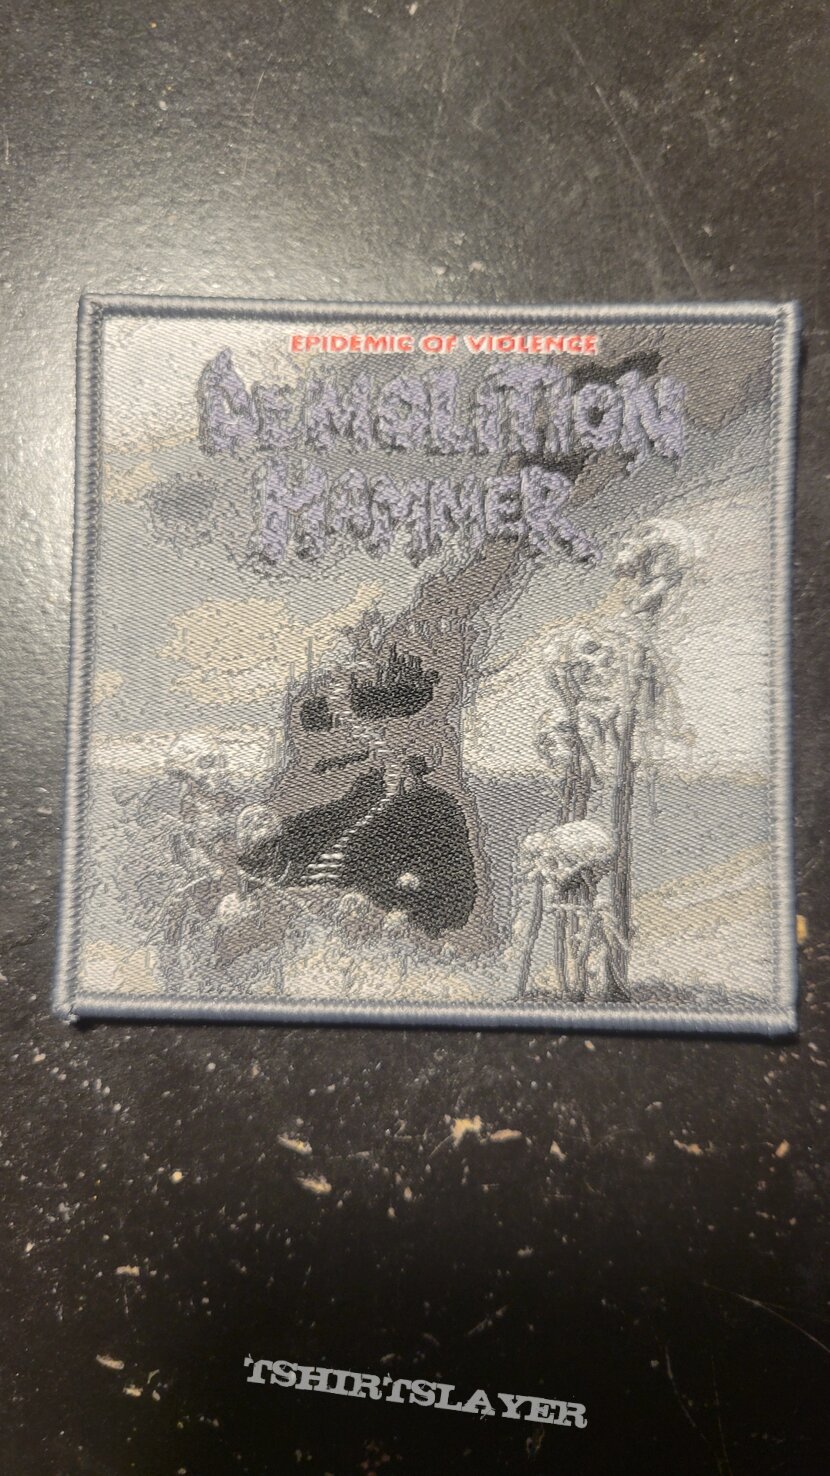 EPIDEMIC OF VIOLENCE
DEMOLITION
HAMMER
TSHIRTSLAYER